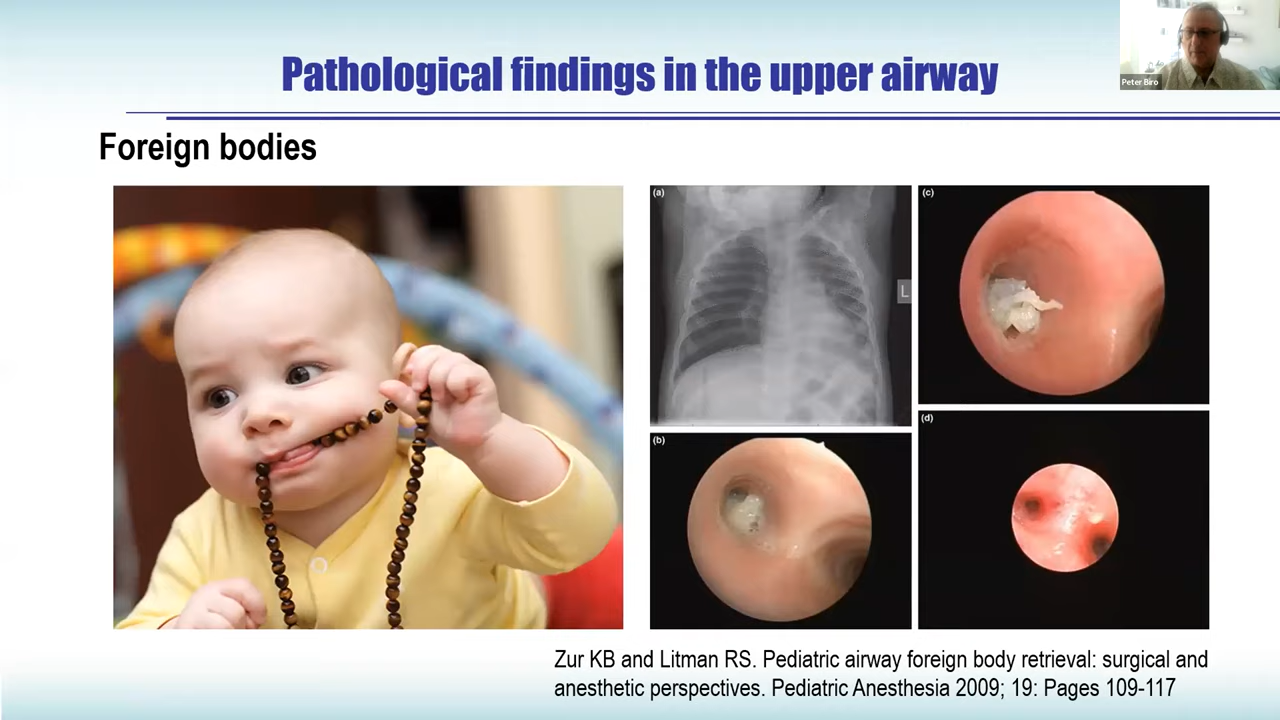 Pathological findings in the upper airway
Peter Biro
Foreign bodies
(a)
L
(c)
(b)
(d)
Zur KB and Litman RS. Pediatric airway foreign body retrieval: surgical and
anesthetic perspectives. Pediatric Anesthesia 2009; 19: Pages 109-117